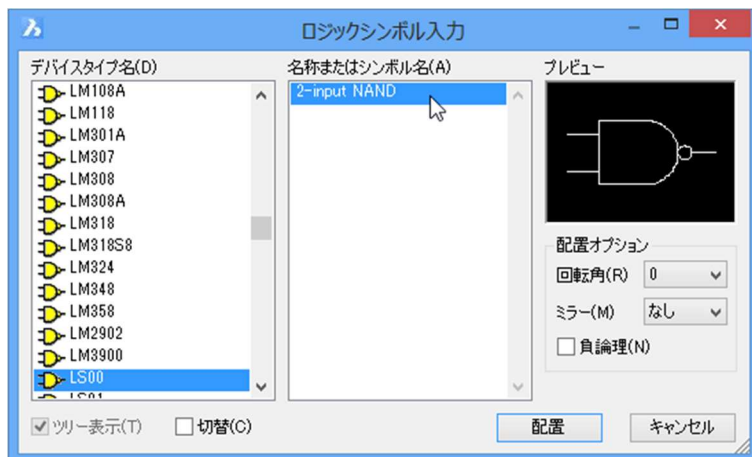 ロジックシンボル入力
デバイスタイプ名(D)
LM108A
LM118
LM301A
LM307
LM308
LM308A
LM318
LM318S8
LM324
LM348
LM358
LM2902
LM3900
LS00
名称またはシンボル名(A)
2-input NAND
プレビュー
配置オプション
回転角(R) 0
ミラー(M) なし
負論理(N)
ツリー表示(T) 切替(C)
配置 キャンセル